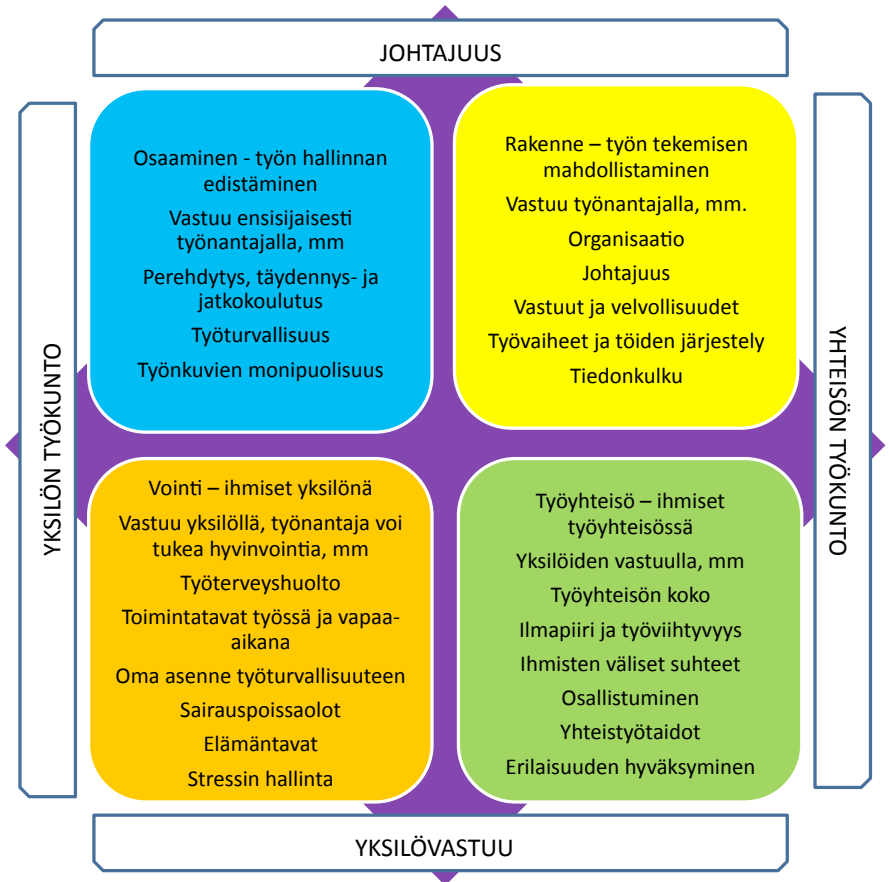 JOHTAJUUS
YKSILÖN TYÖKUNTO
Osaaminen - työn hallinnan
edistäminen
Vastuu ensisijaisesti
työnantajalla, mm
Perehdytys, täydennys- ja
jatkokoulutus
Työturvallisuus
Työnkuvien monipuolisuus
Rakenne – työn tekemisen
mahdollistaminen
Vastuu työnantajalla, mm.
Organisaatio
Johtajuus
Vastuut ja velvollisuudet
Työvaiheet ja töiden järjestely
Tiedonkulku
YHTEISÖN TYÖKUNTO
Vointi – ihmiset yksilönä
Vastuu yksilöllä, työnantaja voi
tukea hyvinvointia, mm
Työterveyshuolto
Toimintatavat työssä ja vapaa-
aikana
Oma asenne työturvallisuuteen
Sairauspoissaolot
Elämäntavat
Stressin hallinta
Työyhteisö – ihmiset
työyhteisössä
Yksilöiden vastuulla, mm
Työyhteisön koko
Ilmapiiri ja työviihtyvyys
Ihmisten väliset suhteet
Osallistuminen
Yhteistyötaidot
Erilaisuuden hyväksyminen
YKSILÖVASTUU